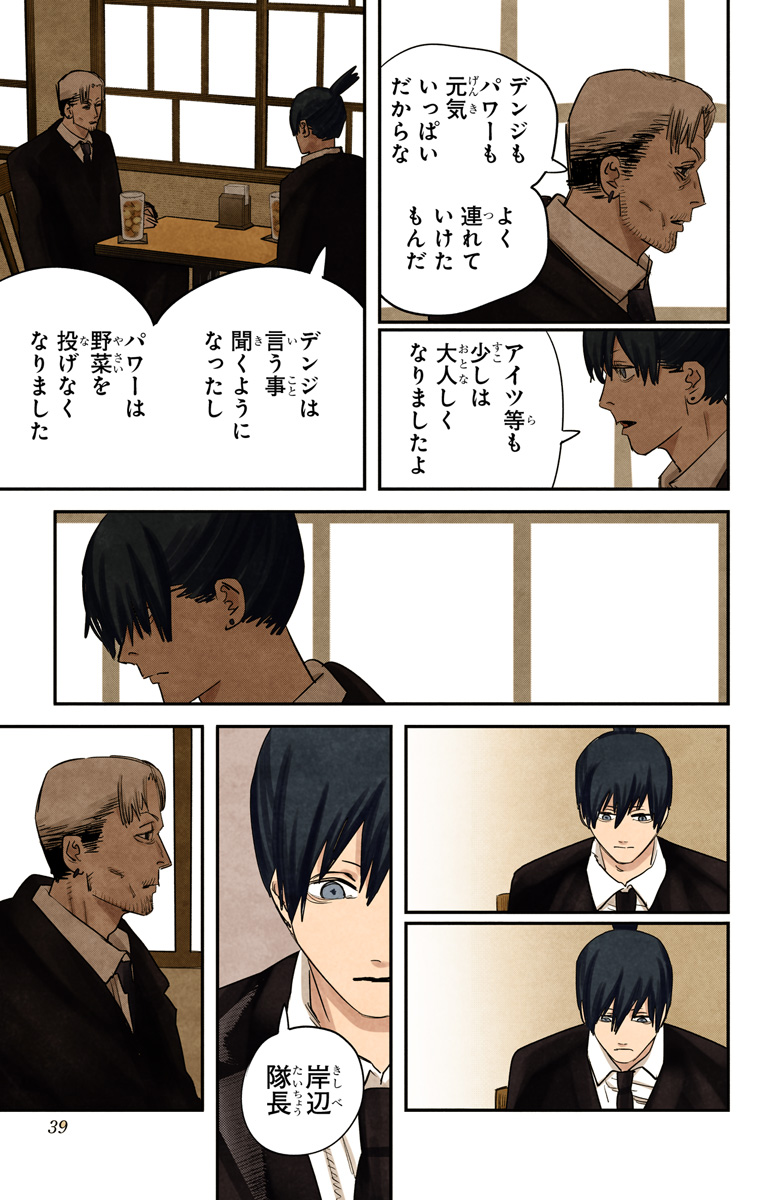 デンジも
パワーも
元気
いっぱい
だからな
よく
連れて
いけた
もんだ
アイツ等も
少しは
大人しく
なりましたよ
デンジは
言う事
聞くように
なったし
パワーは
野菜を
投げなく
なりました
岸辺
隊長
39